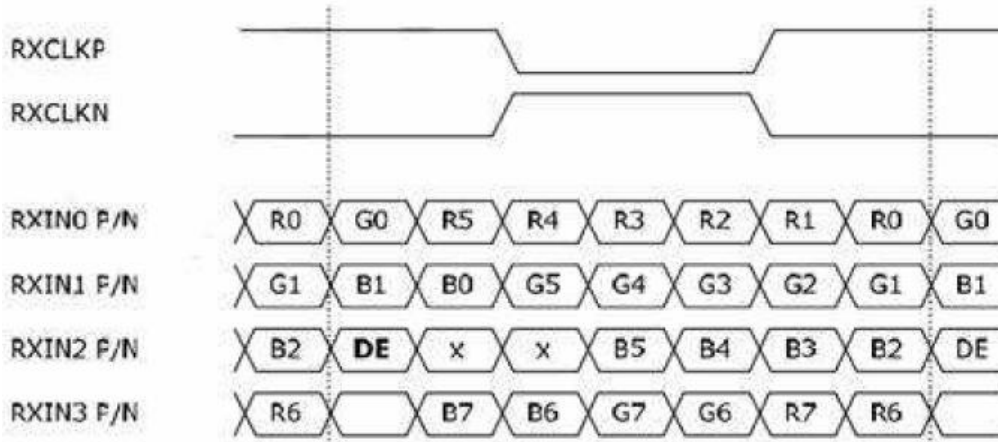 RXCLKP
RXCLKN
RXIN0 P/N R0 G0 R5 R4 R3 R2 R1 R0 G0
RXIN1 P/N G1 B1 B0 G5 G4 G3 G2 G1 B1
RXIN2 P/N B2 DE x x B5 B4 B3 B2 DE
RXIN3 P/N R6 B7 B6 G7 G6 R7 R6